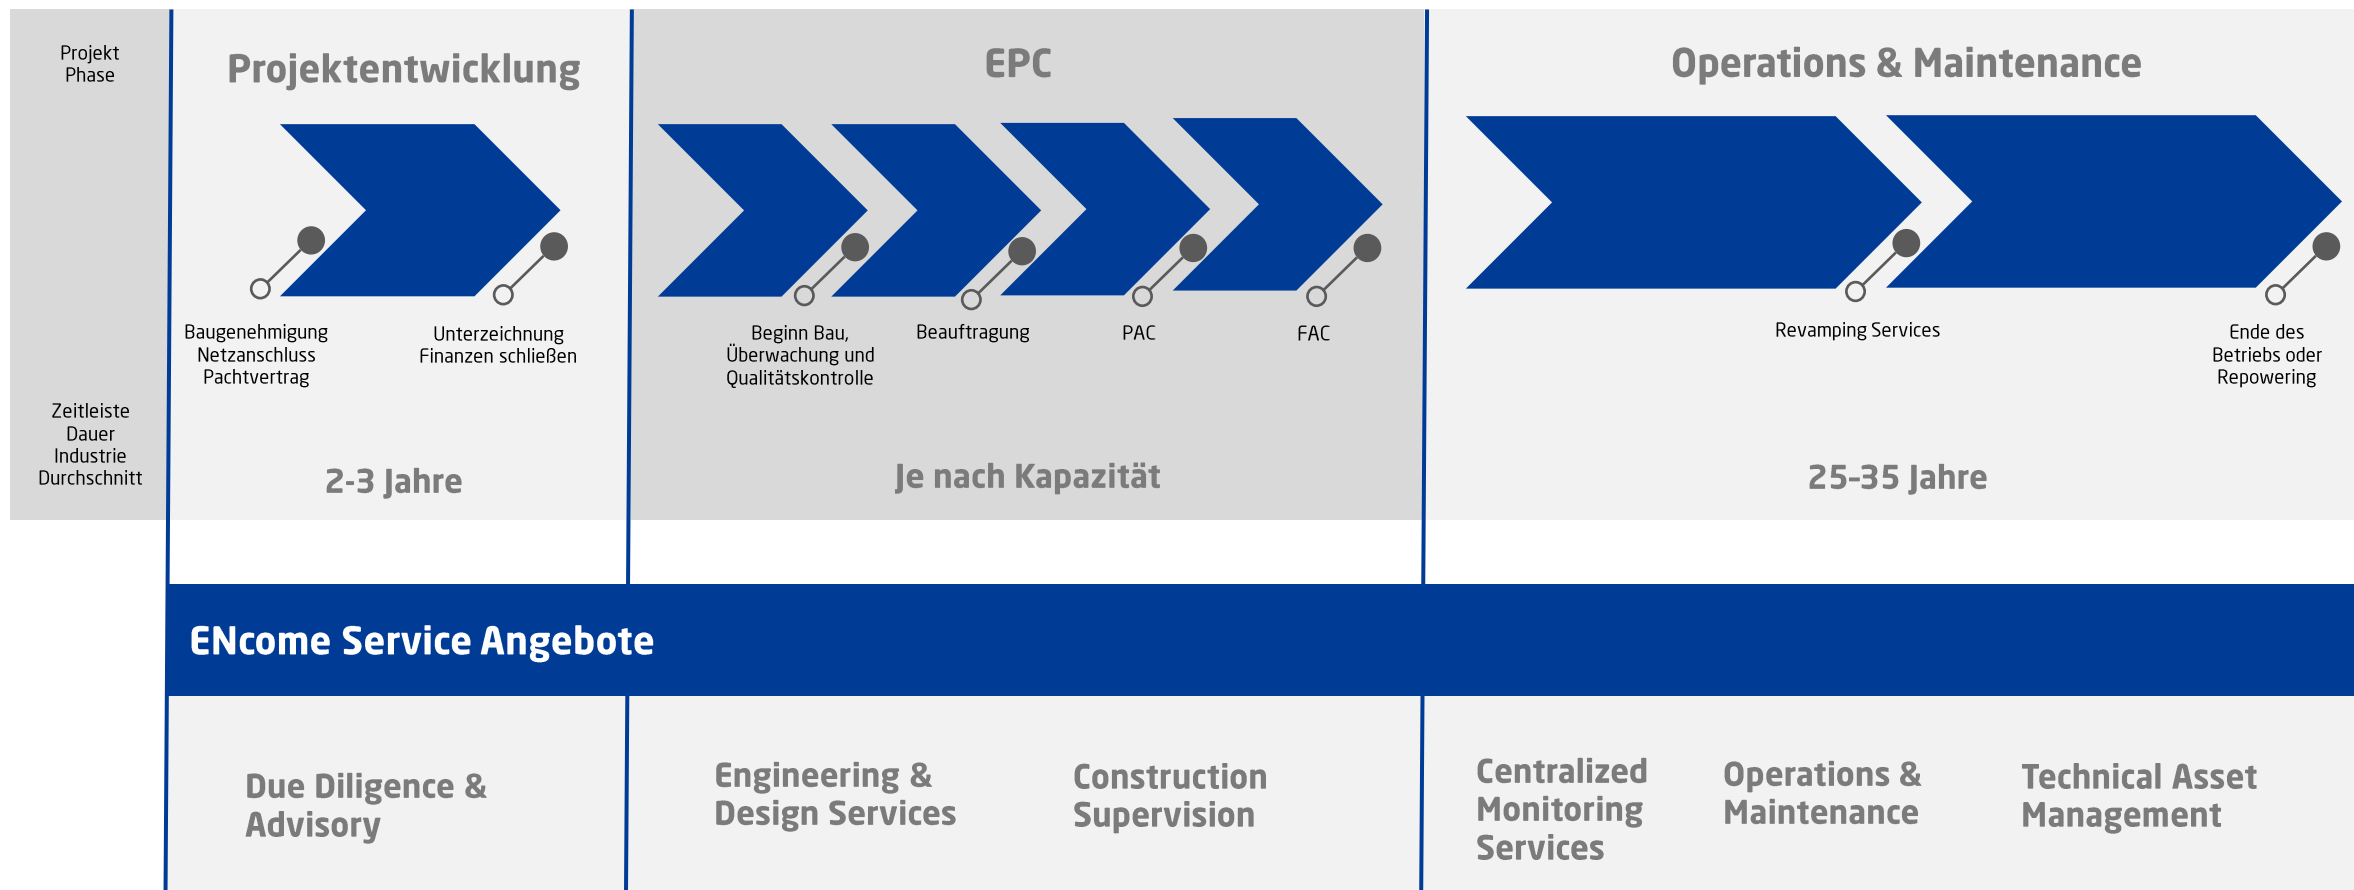 Projekt
Phase
Projektentwicklung
EPC
Operations & Maintenance
Baugenehmigung
Netzanschluss
Pachtvertrag
Unterzeichnung
Finanzen schließen
Beginn Bau,
Überwachung und
Qualitätskontrolle
Beauftragung
PAC
FAC
Revamping Services
Ende des
Betriebs oder
Repowering
Zeitleiste
Dauer
Industrie
Durchschnitt
2-3 Jahre
Je nach Kapazität
25-35 Jahre
ENcome Service Angebote
Due Diligence &
Advisory
Engineering &
Design Services
Construction
Supervision
Centralized
Monitoring
Services
Operations &
Maintenance
Technical Asset
Management